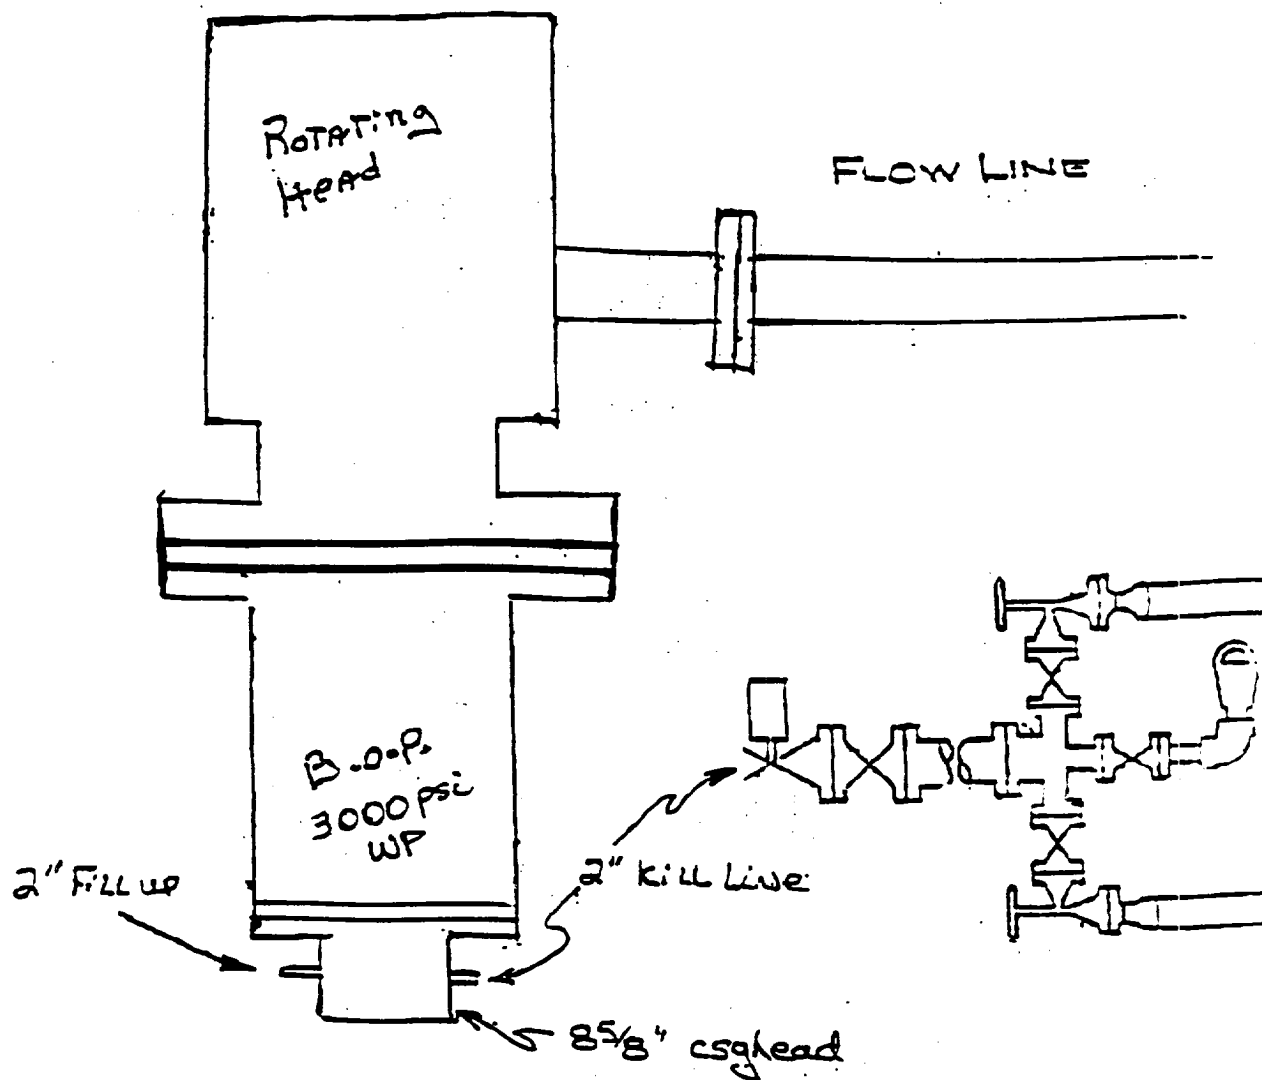 ROTATING
HEAD
FLOW LINE
B.O.P.
3000 psi
WP
2" FILL UP
2" KILL LINE
8 5/8" csghead